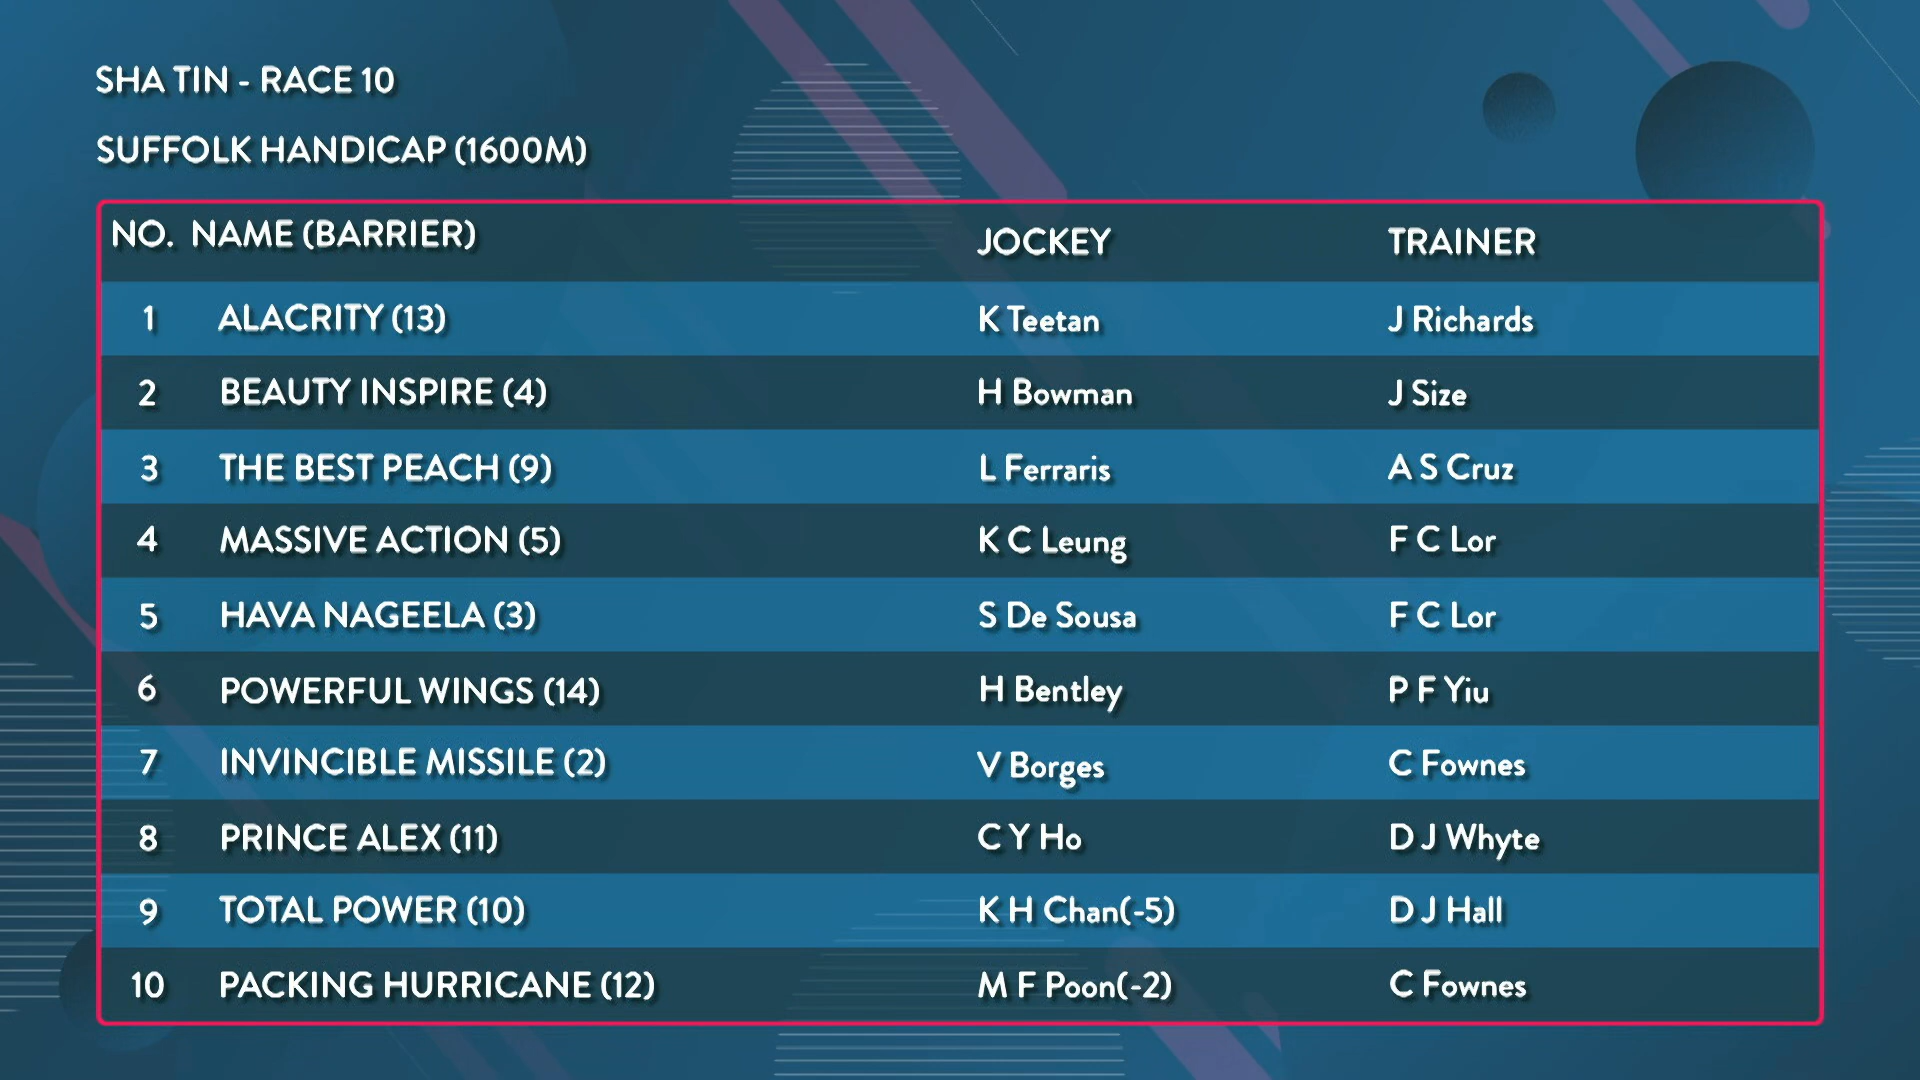 SHA TIN - RACE 10
SUFFOLK HANDICAP (1600M)
NO. NAME (BARRIER) JOCKEY TRAINER
1 ALACRITY (13) K Teetan J Richards
2 BEAUTY INSPIRE (4) H Bowman J Size
3 THE BEST PEACH (9) L Ferraris A S Cruz
4 MASSIVE ACTION (5) K C Leung F C Lor
5 HAVA NAGEELA (3) S De Sousa F C Lor
6 POWERFUL WINGS (14) H Bentley P F Yiu
7 INVINCIBLE MISSILE (2) V Borges C Fownes
8 PRINCE ALEX (11) C Y Ho D J Whyte
9 TOTAL POWER (10) K H Chan(-5) D J Hall
10 PACKING HURRICANE (12) M F Poon(-2) C Fownes